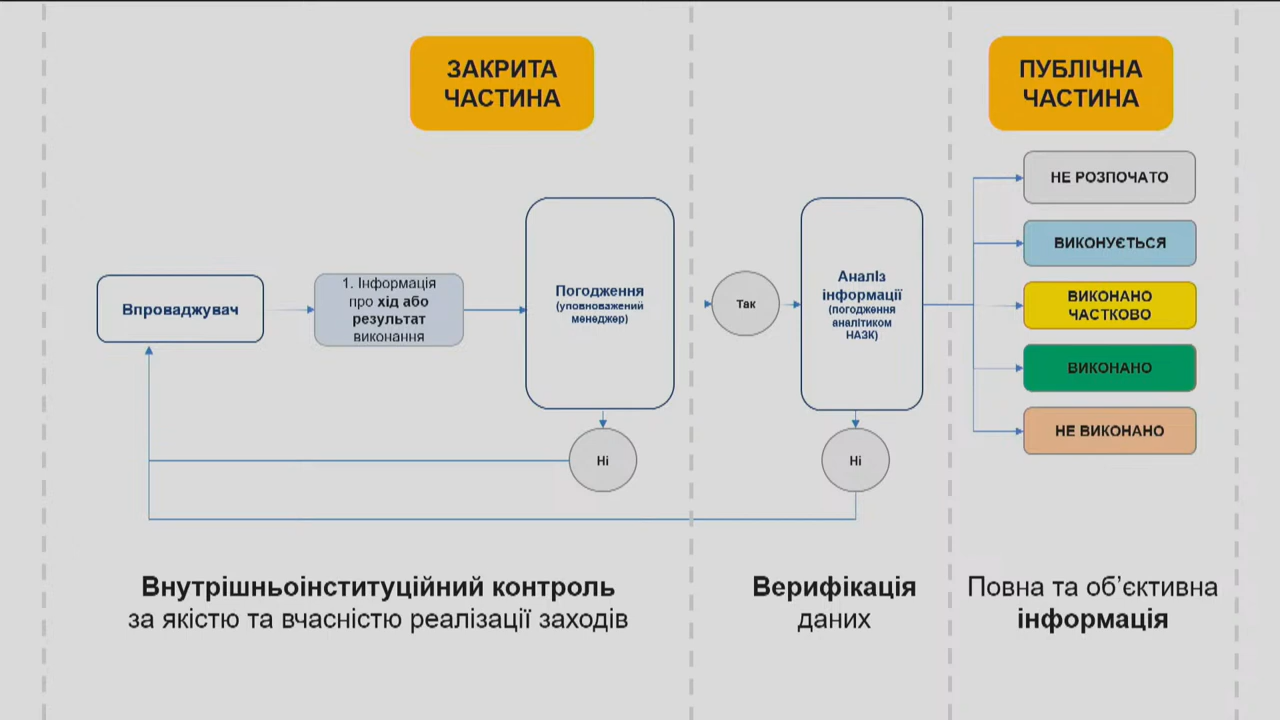 ЗАКРИТА
ЧАСТИНА
ПУБЛІЧНА
ЧАСТИНА
Впроваджувач
1. Інформація
про хід або
результат
виконання
Погодження
(уповноважений
менеджер)
Так
Аналіз
інформації
(погодження
аналітиком
НАЗК)
НЕ РОЗПОЧАТО
ВИКОНУЄТЬСЯ
ВИКОНАНО
ЧАСТКОВО
ВИКОНАНО
НЕ ВИКОНАНО
Ні
Ні
Внутрішньоінституційний контроль
за якістю та вчасністю реалізації заходів
Верифікація
даних
Повна та об’єктивна
інформація